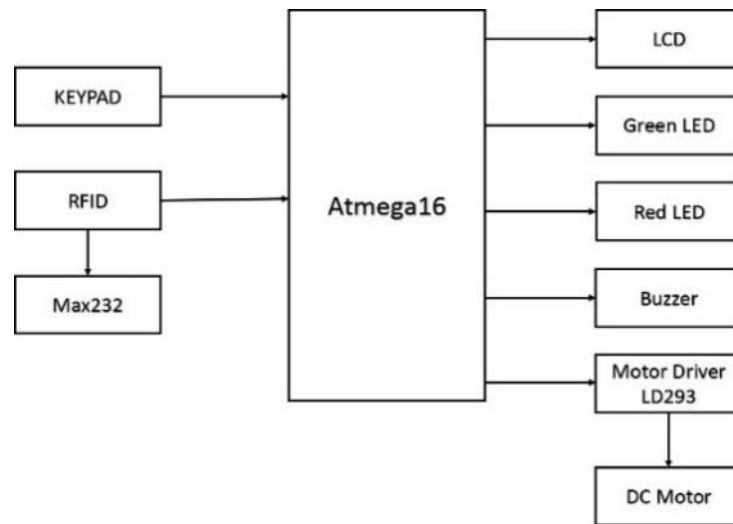 LCD
KEYPAD
Green LED
RFID
Atmega16
Red LED
Max232
Buzzer
Motor Driver
LD293
DC Motor